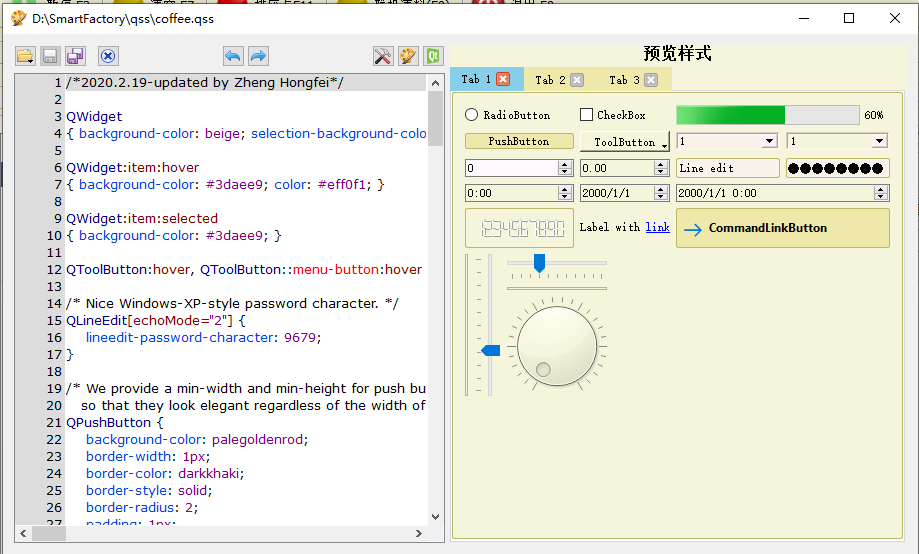 D:\SmartFactory\qss\coffee.qss
预览样式
1 /*2020.2.19-updated by Zheng Hongfei*/
2
3 QWidget
4 { background-color: beige; selection-background-colo
5
6 QWidget:item:hover
7 { background-color: #3daee9; color: #eff0f1; }
8
9 QWidget:item:selected
10 { background-color: #3daee9; }
11
12 QToolButton:hover, QToolButton::menu-button:hover
13
14 /* Nice Windows-XP-style password character. */
15 QLineEdit[echoMode="2"] {
16 lineedit-password-character: 9679;
17 }
18
19 /* We provide a min-width and min-height for push bu
20 so that they look elegant regardless of the width of
21 QPushButton {
22 background-color: palegoldenrod;
23 border-width: 1px;
24 border-color: darkkhaki;
25 border-style: solid;
26 border-radius: 2;
27 padding: 1px;
Tab 1 Tab 2 Tab 3
RadioButton CheckBox 60%
PushButton ToolButton 1 1
0 0.00 Line edit ●●●●●●●●
0:00 2000/1/1 2000/1/1 0:00
Label with link CommandLinkButton